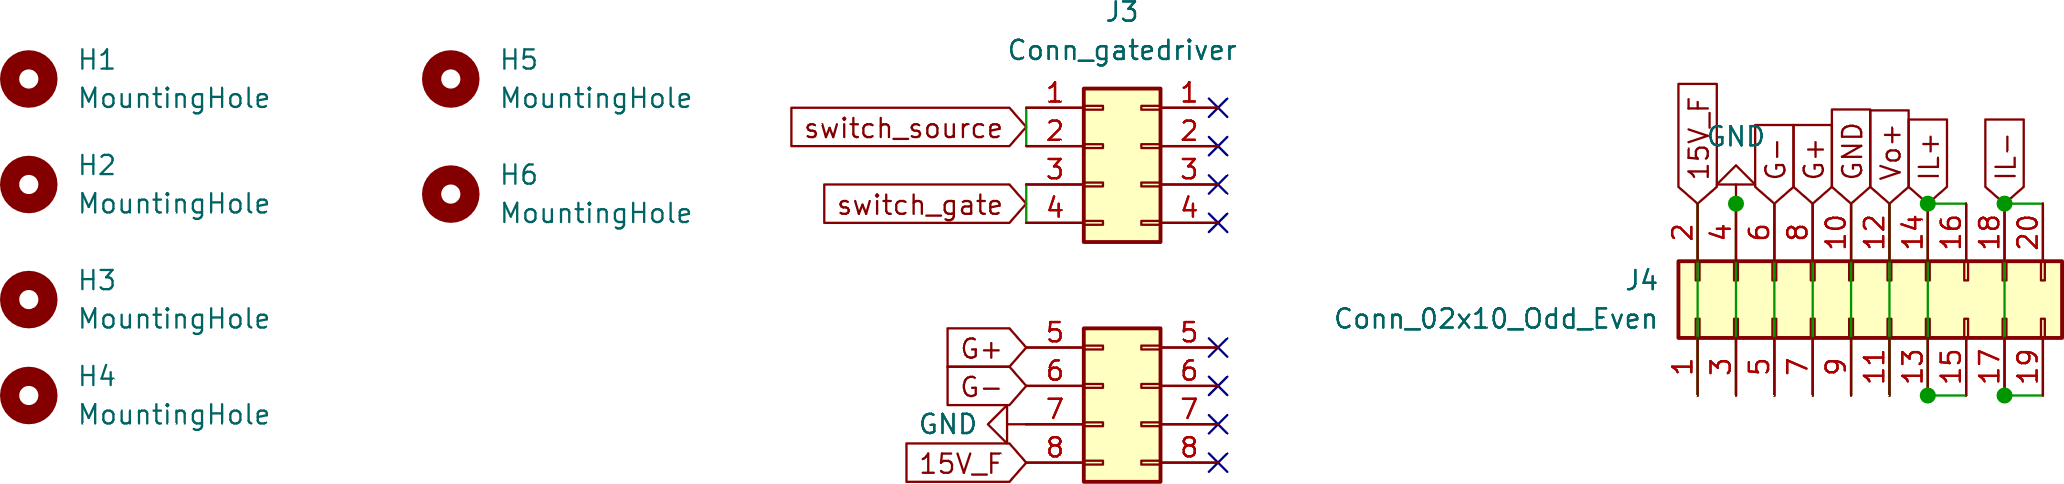 H1
MountingHole
H2
MountingHole
H3
MountingHole
H4
MountingHole
H5
MountingHole
H6
MountingHole
J3
Conn_gatedriver
switch_source
1 1
2 2
switch_gate
3 3
4 4
G+ 5 5
G- 6 6
GND 7 7
15V_F 8 8
J4
Conn_02x10_Odd_Even
15V_F
GND
G-
G+
GND
Vo+
IL+
IL-
2 4 6 8 10 12 14 16 18 20
1 3 5 7 9 11 13 15 17 19